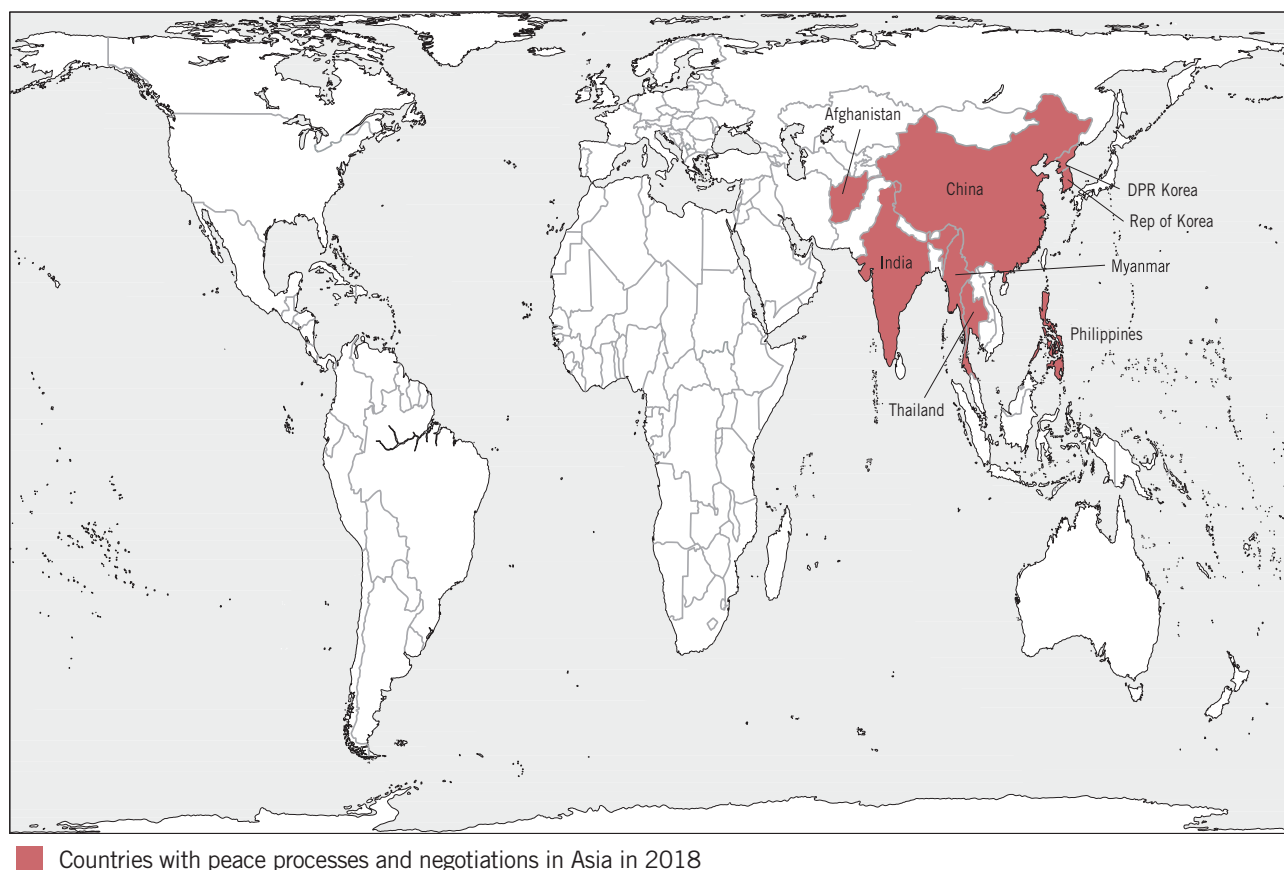 Afghanistan
China
DPR Korea
Rep of Korea
India
Myanmar
Philippines
Thailand
Countries with peace processes and negotiations in Asia in 2018